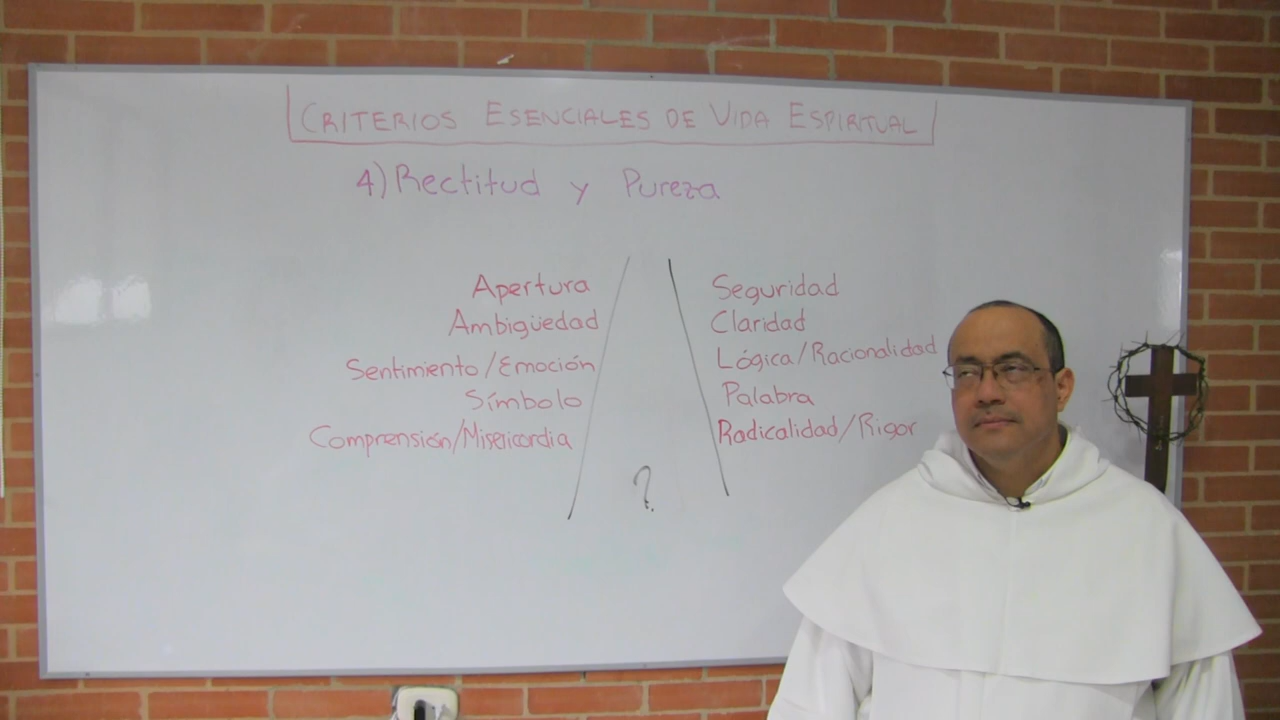 CRITERIOS ESENCIALES DE VIDA ESPIRITUAL
4) Rectitud y Pureza
Apertura
Ambigüedad
Sentimiento/Emoción
Símbolo
Comprensión/Misericordia
?
Seguridad
Claridad
Lógica/Racionalidad
Palabra
Radicalidad/Rigor